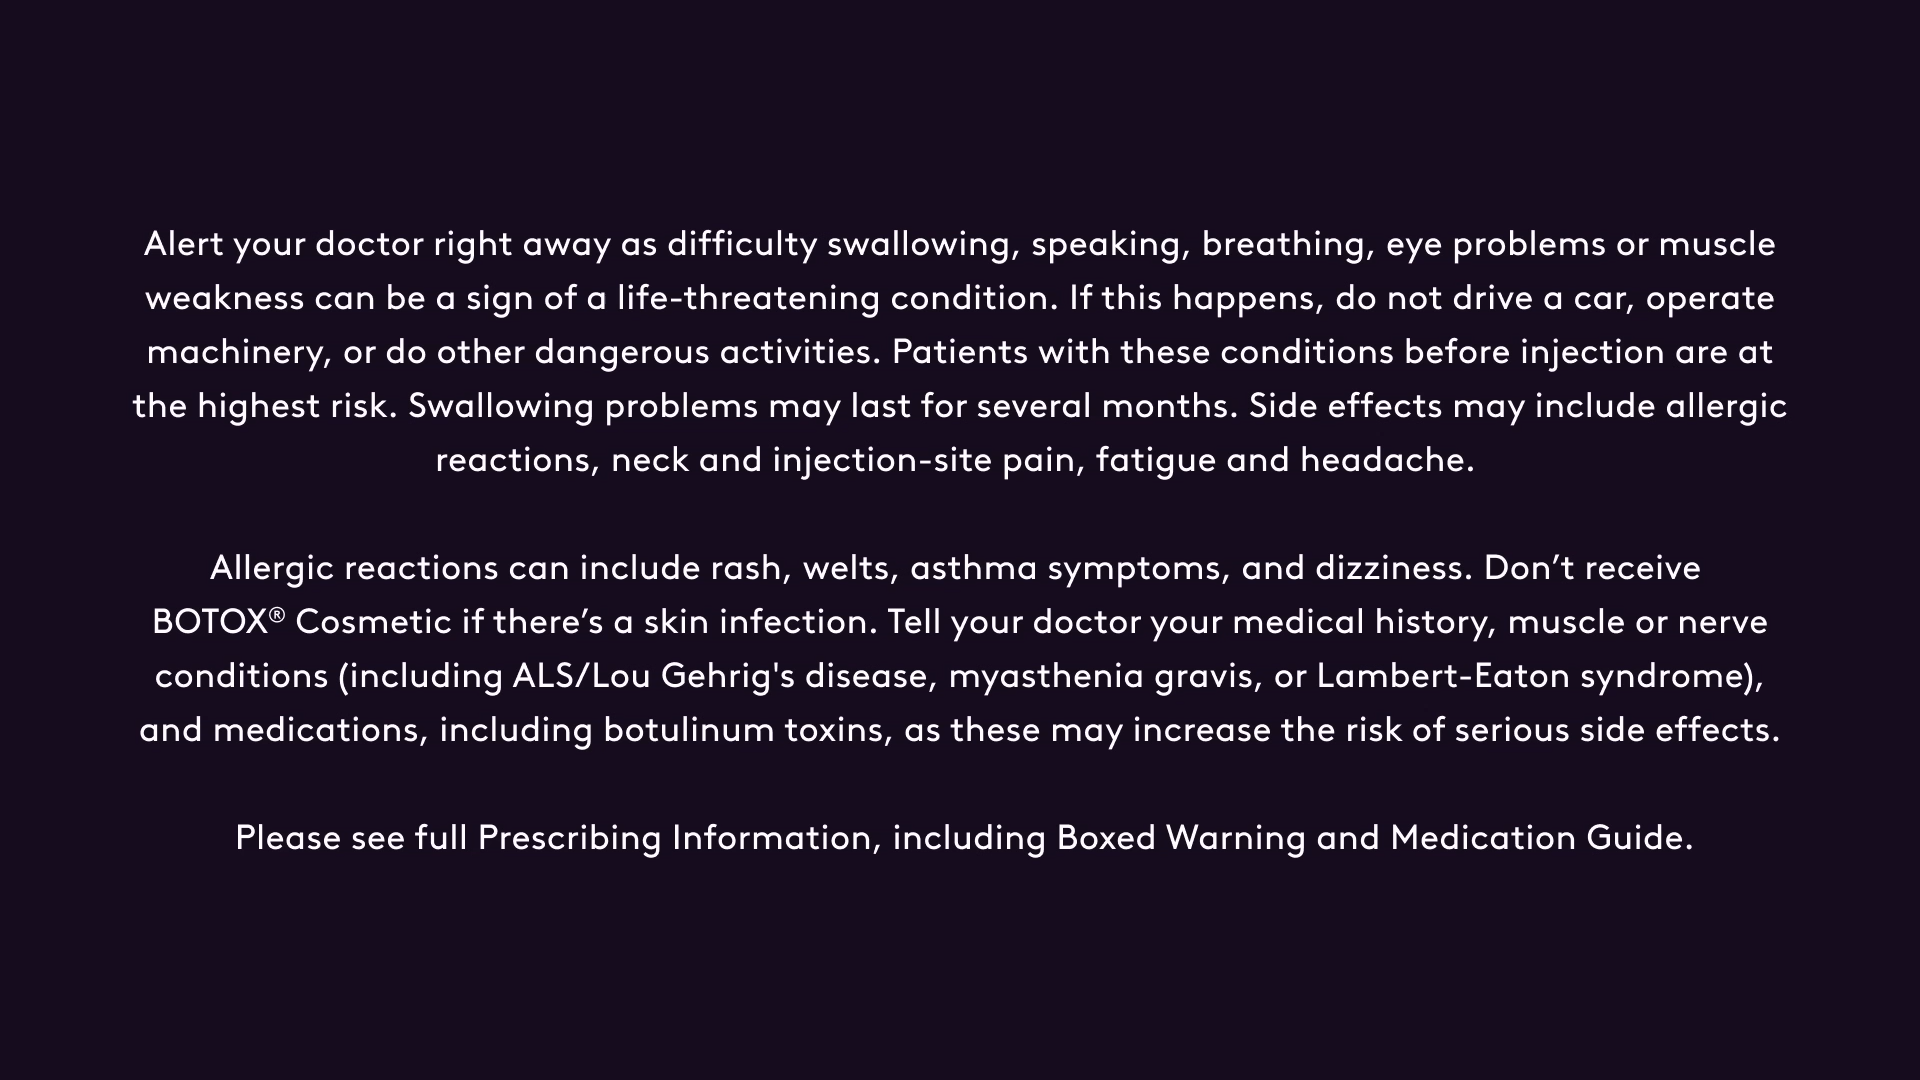 Alert your doctor right away as difficulty swallowing, speaking, breathing, eye problems or muscle
weakness can be a sign of a life-threatening condition. If this happens, do not drive a car, operate
machinery, or do other dangerous activities. Patients with these conditions before injection are at
the highest risk. Swallowing problems may last for several months. Side effects may include allergic
reactions, neck and injection-site pain, fatigue and headache.
Allergic reactions can include rash, welts, asthma symptoms, and dizziness. Don’t receive
BOTOX® Cosmetic if there’s a skin infection. Tell your doctor your medical history, muscle or nerve
conditions (including ALS/Lou Gehrig's disease, myasthenia gravis, or Lambert-Eaton syndrome),
and medications, including botulinum toxins, as these may increase the risk of serious side effects.
Please see full Prescribing Information, including Boxed Warning and Medication Guide.